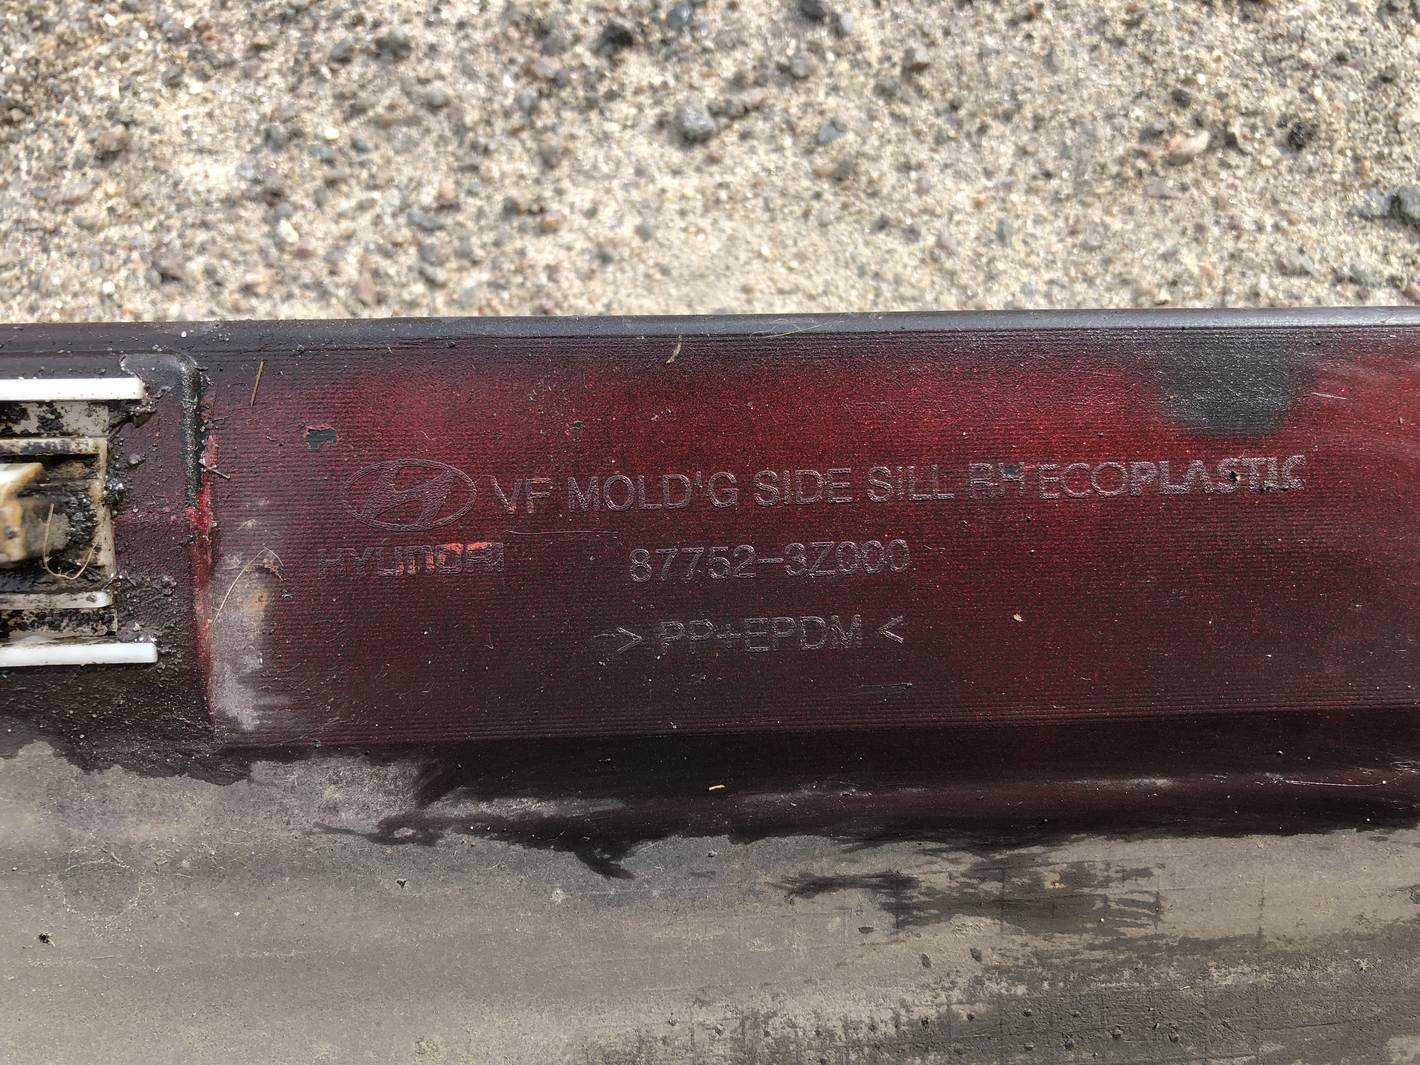 VF MOLD'G SIDE SILL RH ECOPLASTIC
HYUNDAI 87752-3Z000
> PP+EPDM <